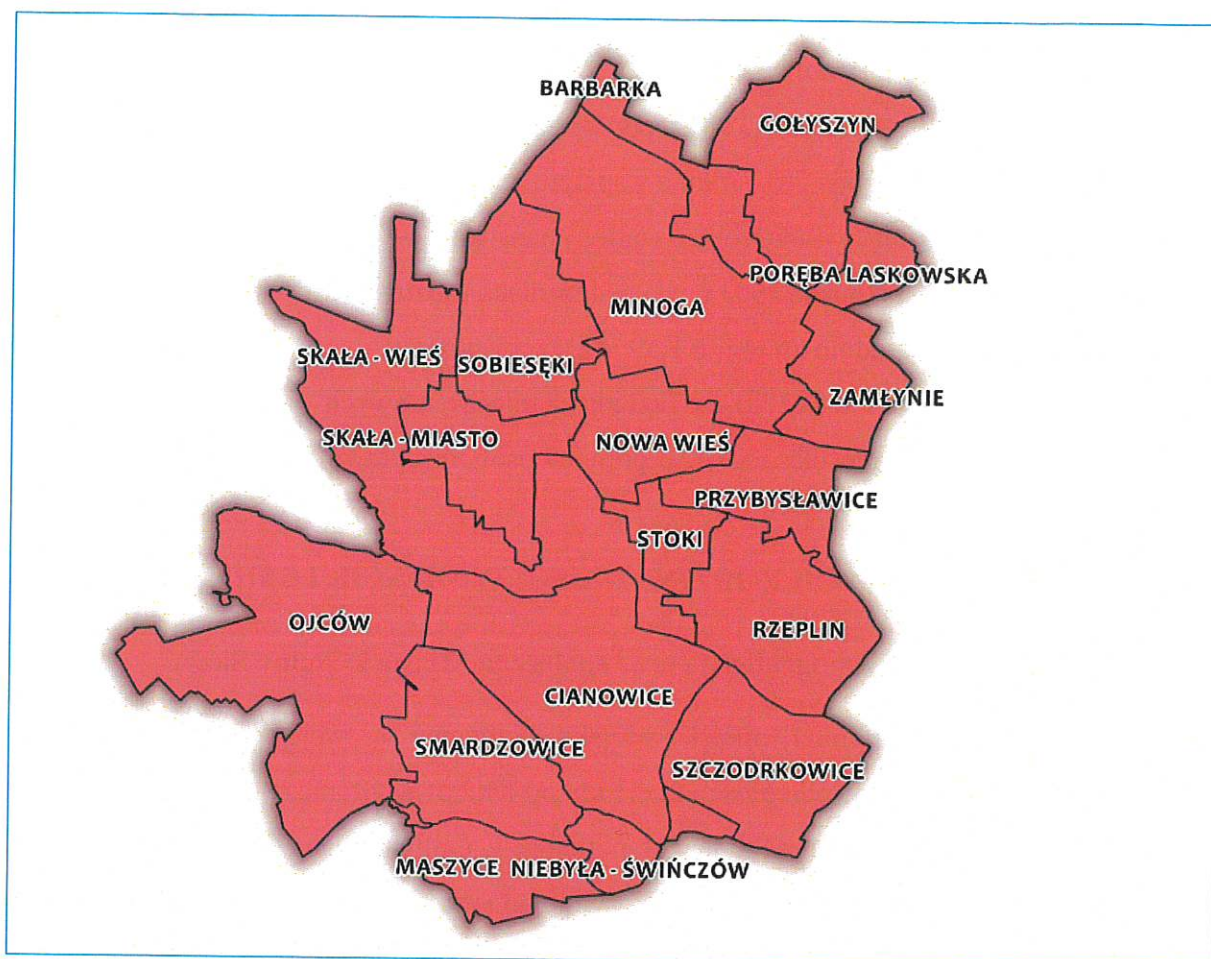 BARBARKA
GOŁYSZYN
PORĘBA LASKOWSKA
MINOGA
SKAŁA - WIEŚ
SOBIESĘKI
ZAMŁYNIE
SKAŁA - MIASTO
NOWA WIEŚ
PRZYBYSŁAWICE
STOKI
OJCÓW
RZEPLIN
CIANOWICE
SMARDZOWICE
SZCZODRKOWICE
MASZYCE
NIEBYŁA - ŚWIŃCZÓW